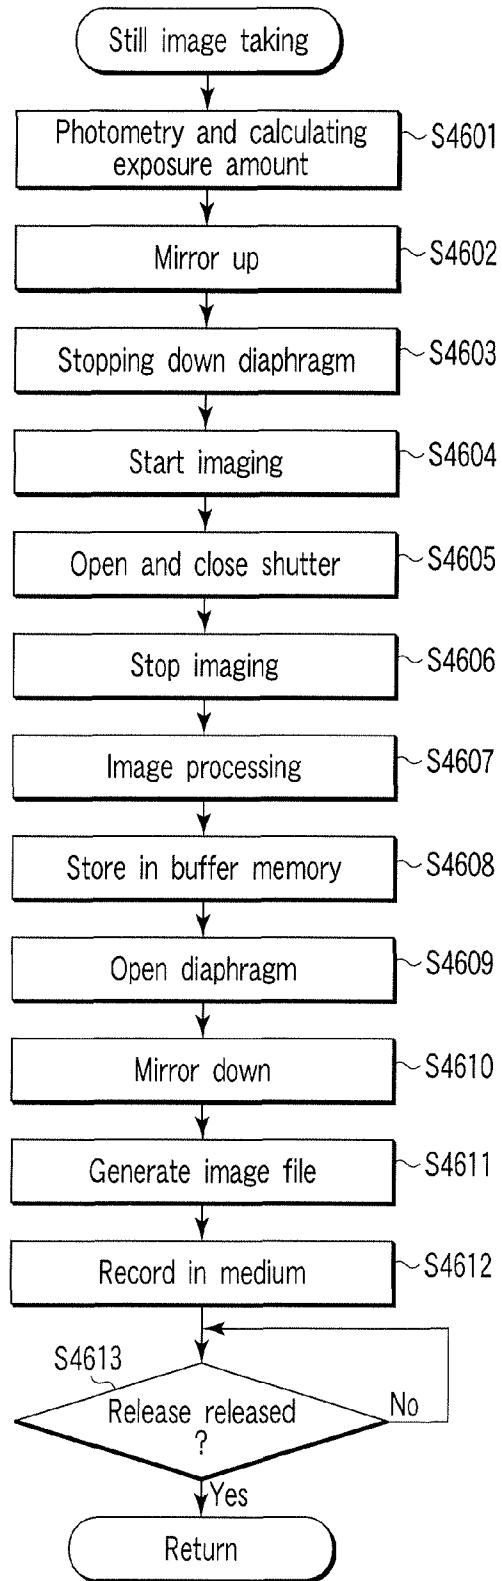 Still image taking
Photometry and calculating
exposure amount
S4601
Mirror up
S4602
Stopping down diaphragm
S4603
Start imaging
S4604
Open and close shutter
S4605
Stop imaging
S4606
Image processing
S4607
Store in buffer memory
S4608
Open diaphragm
S4609
Mirror down
S4610
Generate image file
S4611
Record in medium
S4612
S4613
Release released
?
No
Yes
Return